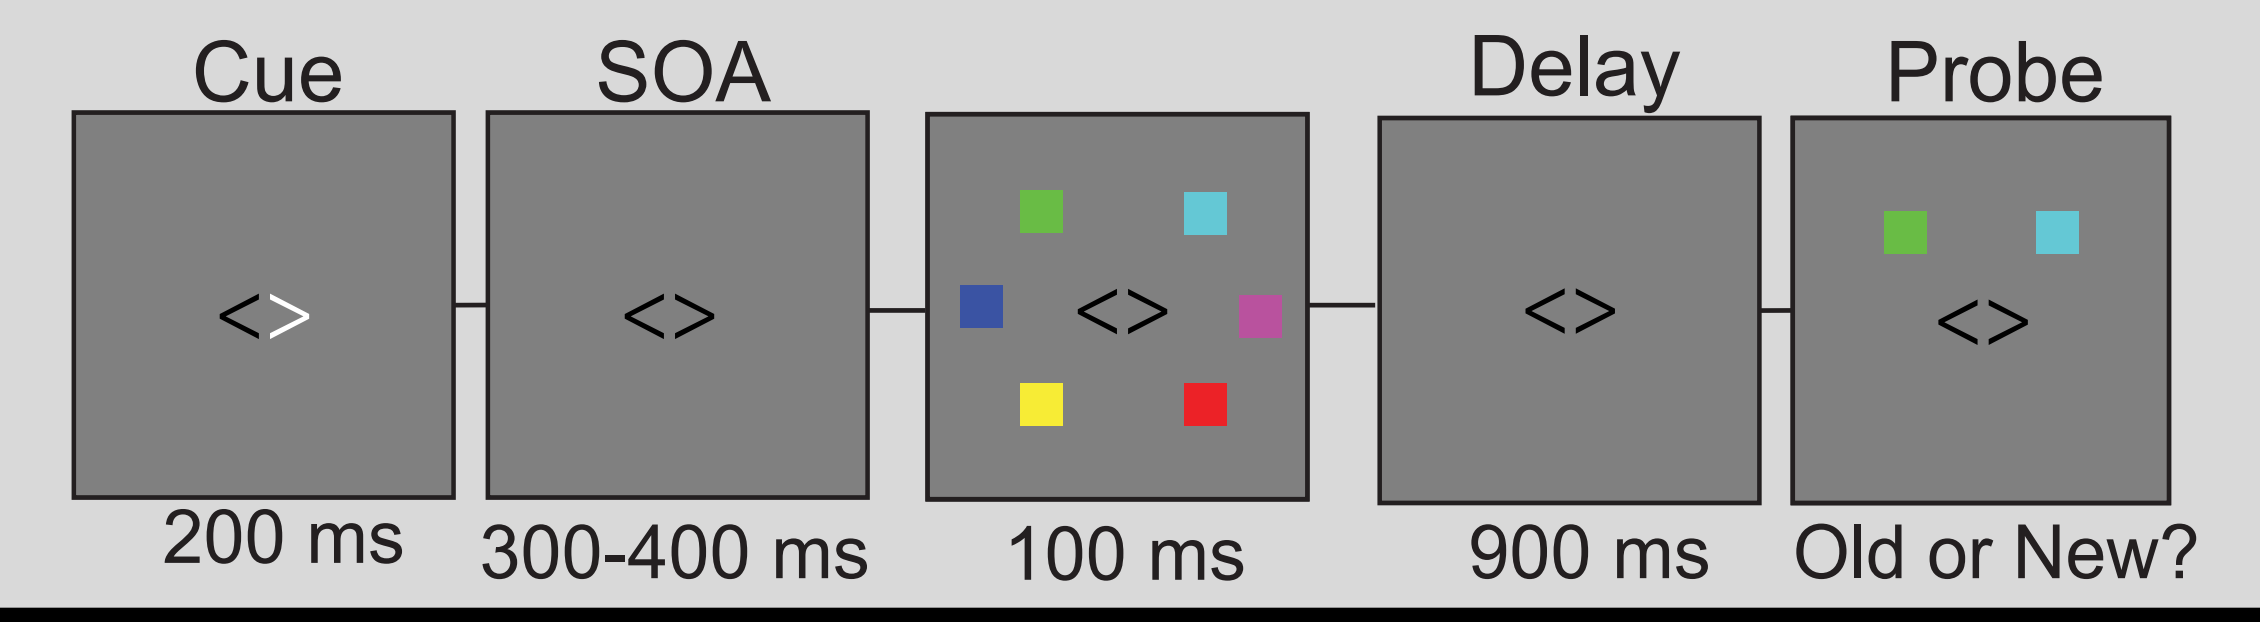 Cue
SOA
Delay
Probe
<>
<>
<>
<>
<>
200 ms
300-400 ms
100 ms
900 ms
Old or New?